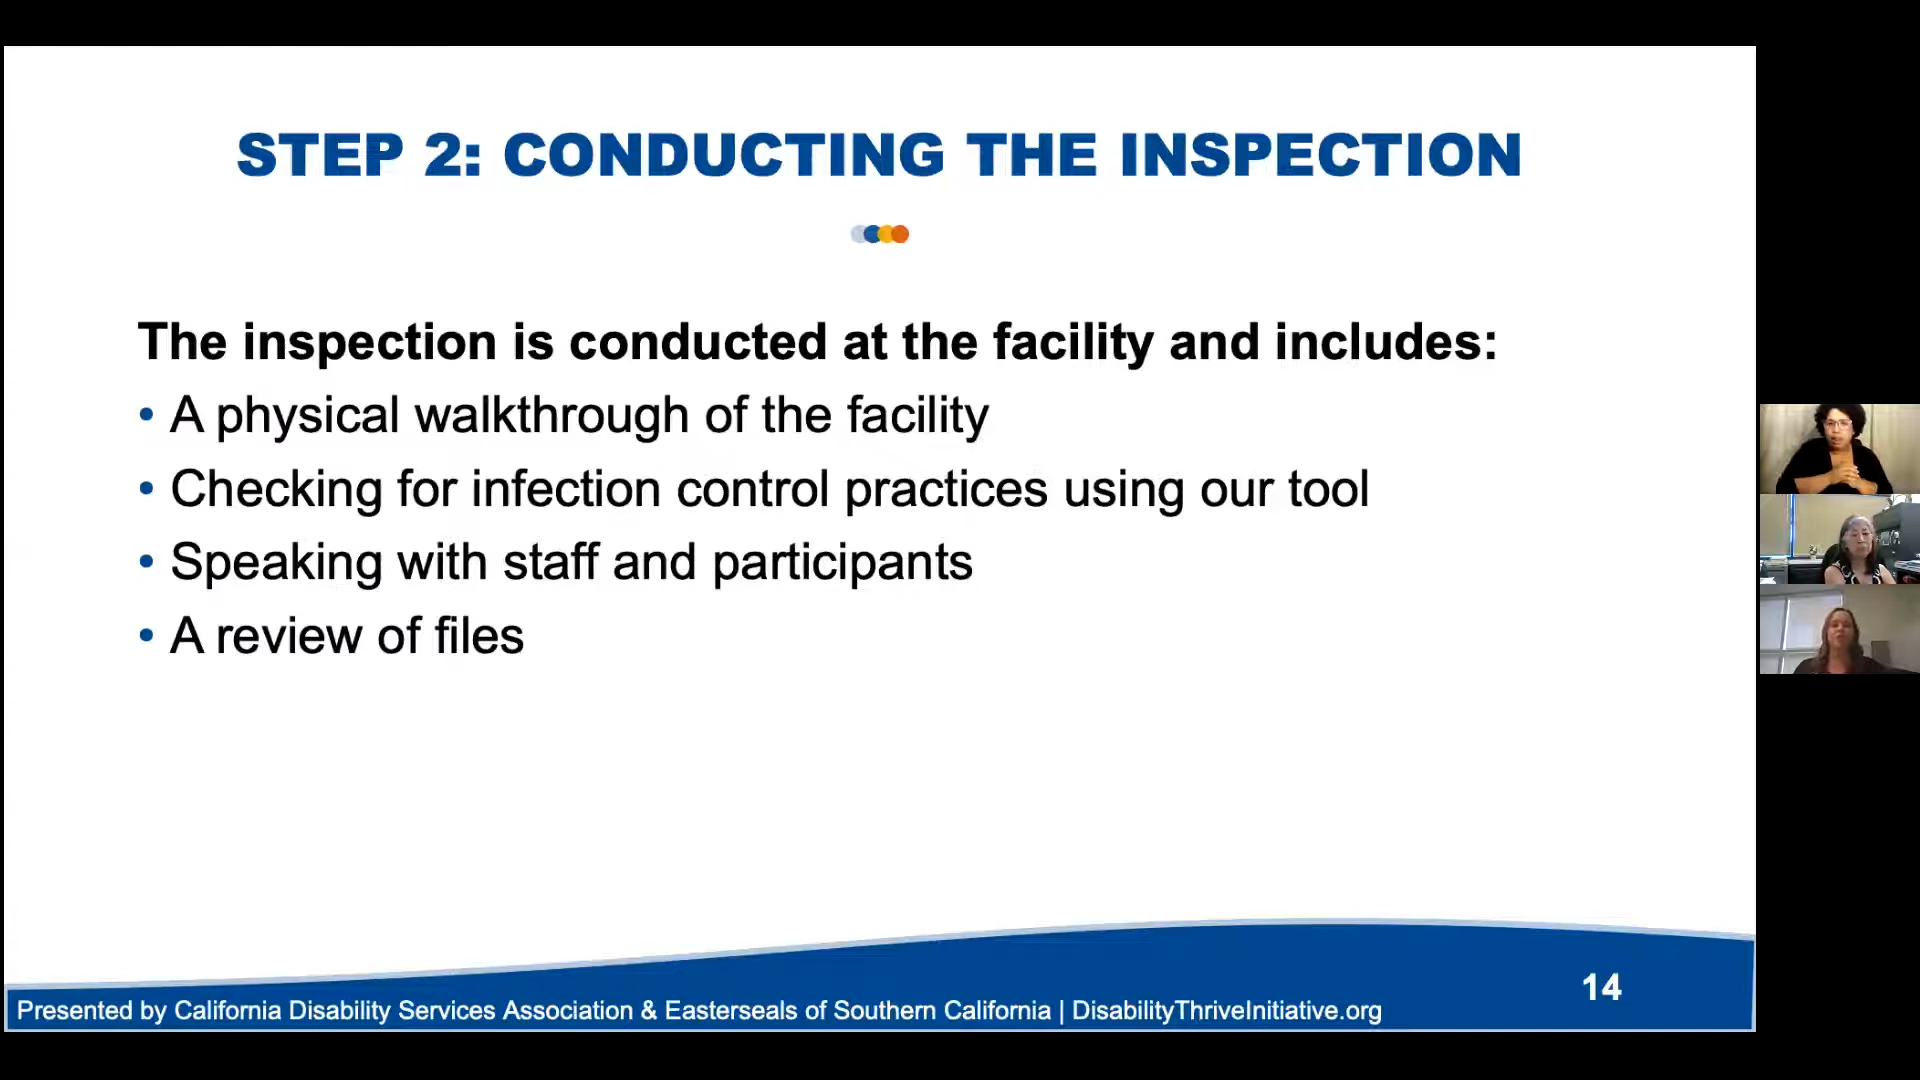 STEP 2: CONDUCTING THE INSPECTION
The inspection is conducted at the facility and includes:
• A physical walkthrough of the facility
• Checking for infection control practices using our tool
• Speaking with staff and participants
• A review of files
14
Presented by California Disability Services Association & Easterseals of Southern California | DisabilityThriveInitiative.org